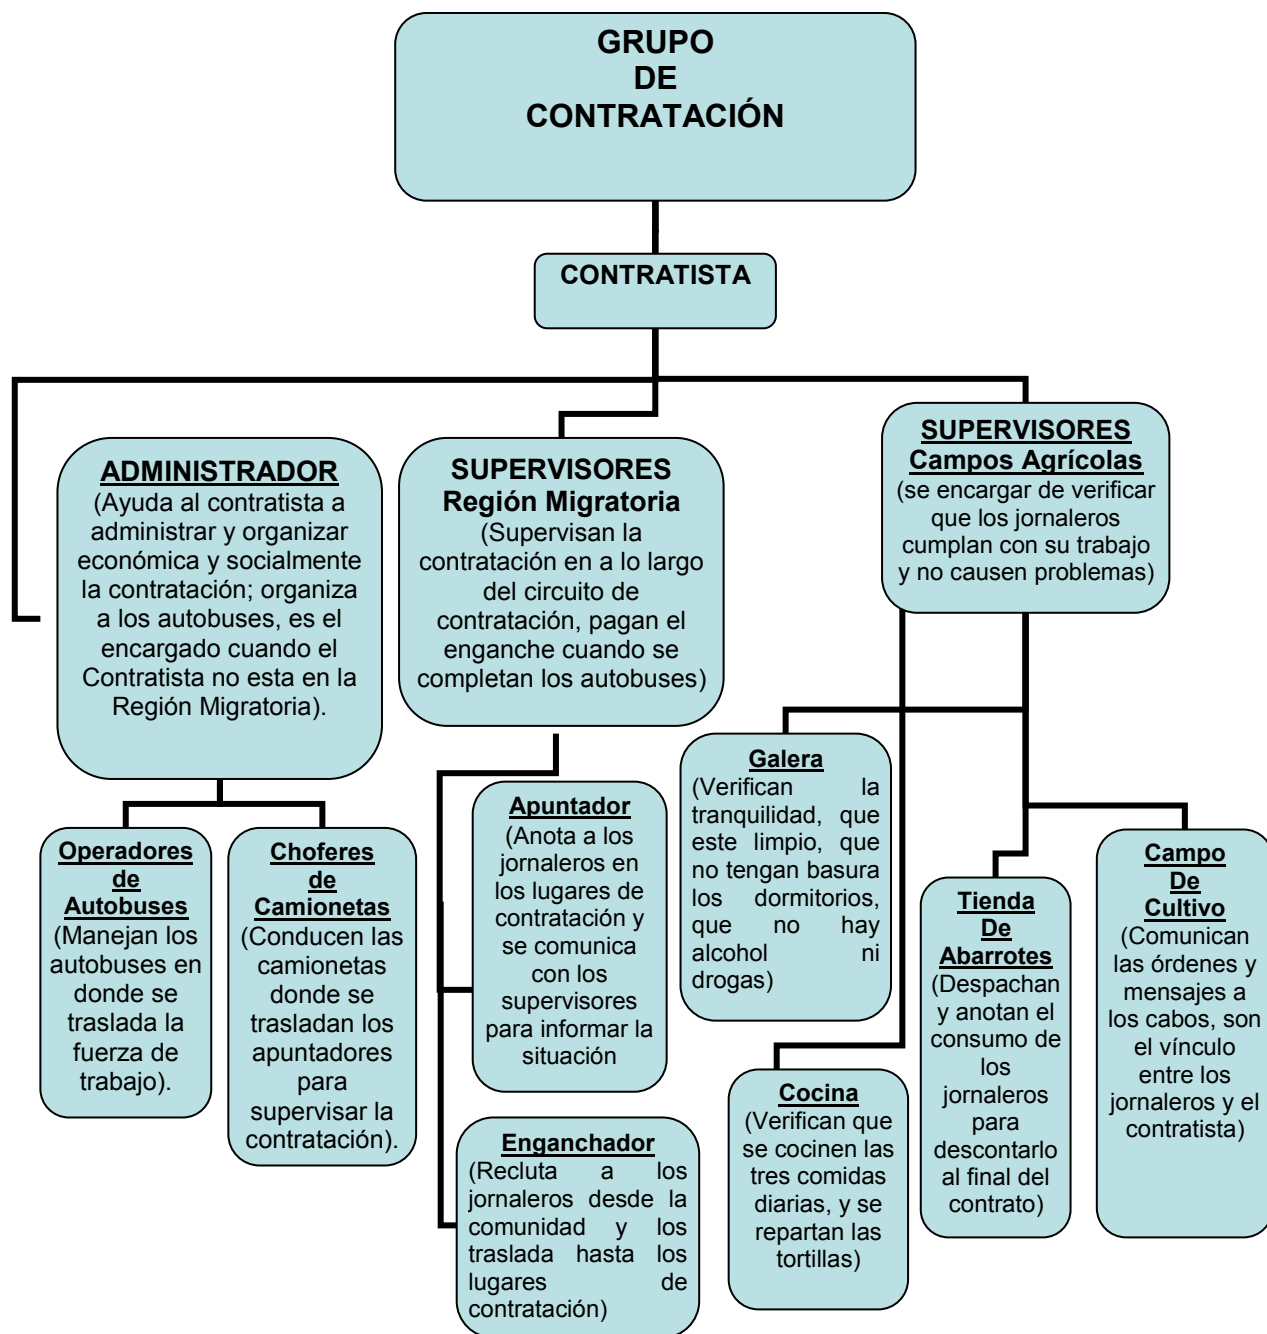 GRUPO
DE
CONTRATACIÓN
CONTRATISTA
ADMINISTRADOR
(Ayuda al contratista a
administrar y organizar
económica y socialmente
la contratación; organiza
a los autobuses, es el
encargado cuando el
Contratista no esta en la
Región Migratoria).
SUPERVISORES
Región Migratoria
(Supervisan la
contratación en a lo largo
del circuito de
contratación, pagan el
enganche cuando se
completan los autobuses)
SUPERVISORES
Campos Agrícolas
(se encargar de verificar
que los jornaleros
cumplan con su trabajo
y no causen problemas)
Operadores
de
Autobuses
(Manejan los
autobuses en
donde se
traslada la
fuerza de
trabajo).
Choferes
de
Camionetas
(Conducen las
camionetas
donde se
trasladan los
apuntadores
para
supervisar la
contratación).
Apuntador
(Anota a los
jornaleros en
los lugares de
contratación y
se comunica
con los
supervisores
para informar la
situación
Enganchador
(Recluta a los
jornaleros desde la
comunidad y los
traslada hasta los
lugares de
contratación)
Galera
(Verifican la
tranquilidad, que
este limpio, que
no tengan basura
los dormitorios,
que no hay
alcohol ni
drogas)
Cocina
(Verifican que
se cocinen las
tres comidas
diarias, y se
repartan las
tortillas)
Tienda
De
Abarrotes
(Despachan
y anotan el
consumo de
los
jornaleros
para
descontarlo
al final del
contrato)
Campo
De
Cultivo
(Comunican
las órdenes y
mensajes a
los cabos, son
el vínculo
entre los
jornaleros y el
contratista)